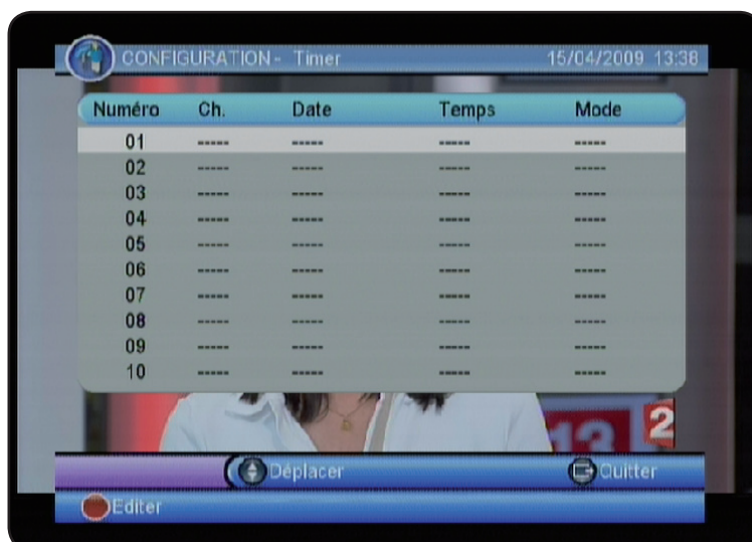 CONFIGURATION - Timer 15/04/2009 13:38
Numéro Ch. Date Temps Mode
01 ----- ----- ----- -----
02 ----- ----- ----- -----
03 ----- ----- ----- -----
04 ----- ----- ----- -----
05 ----- ----- ----- -----
06 ----- ----- ----- -----
07 ----- ----- ----- -----
08 ----- ----- ----- -----
09 ----- ----- ----- -----
10 ----- ----- ----- -----
13 2
Déplacer Quitter
Editer